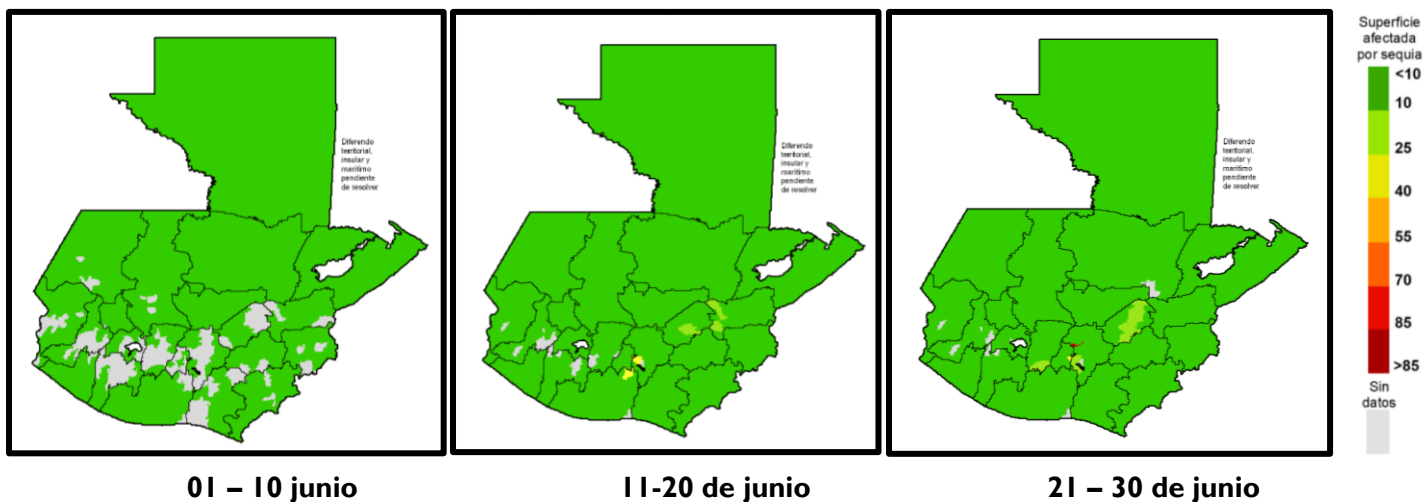 Diferendo
territorial,
insular y
marítimo
pendiente
de resolver
Diferendo
territorial,
insular y
marítimo
pendiente
de resolver
Diferendo
territorial,
insular y
marítimo
pendiente
de resolver
Superficie
afectada
por sequia
<10
10
25
40
55
70
85
>85
Sin
datos
01 – 10 junio
11-20 de junio
21 – 30 de junio